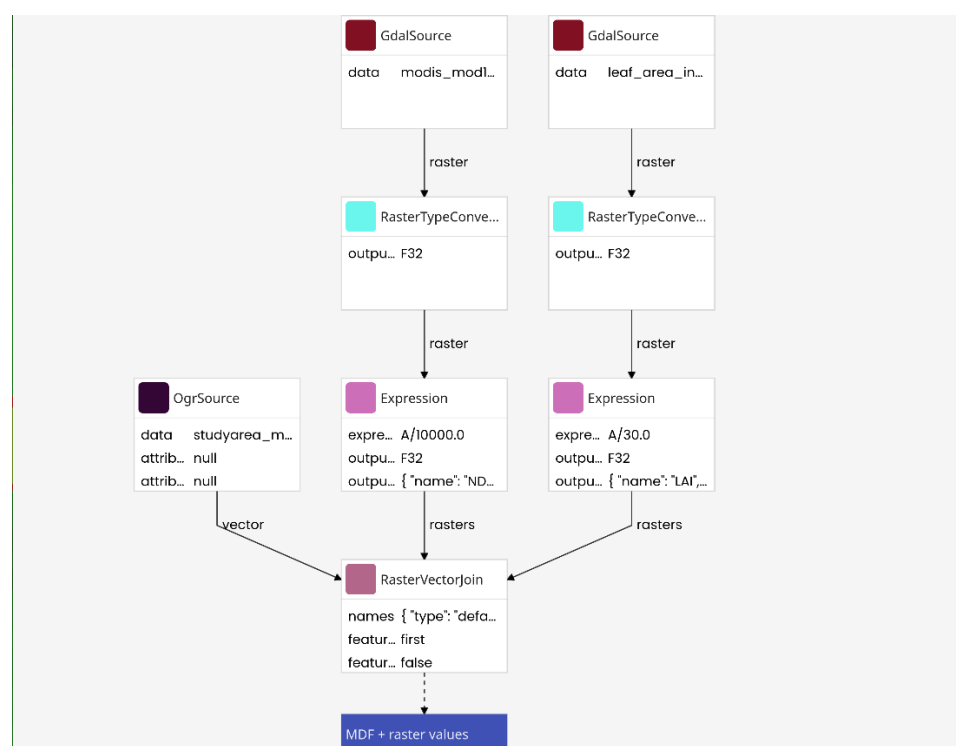 GdalSource
data modis_mod1...
GdalSource
data leaf_area_in...
raster
raster
RasterTypeConve...
outpu... F32
RasterTypeConve...
outpu... F32
raster
raster
OgrSource
data studyarea_m...
attrib... null
attrib... null
Expression
expre... A/10000.0
outpu... F32
outpu... { "name": "ND...
Expression
expre... A/30.0
outpu... F32
outpu... { "name": "LAI",...
vector
rasters
rasters
RasterVectorJoin
names { "type": "defa...
featur... first
featur... false
MDF + raster values